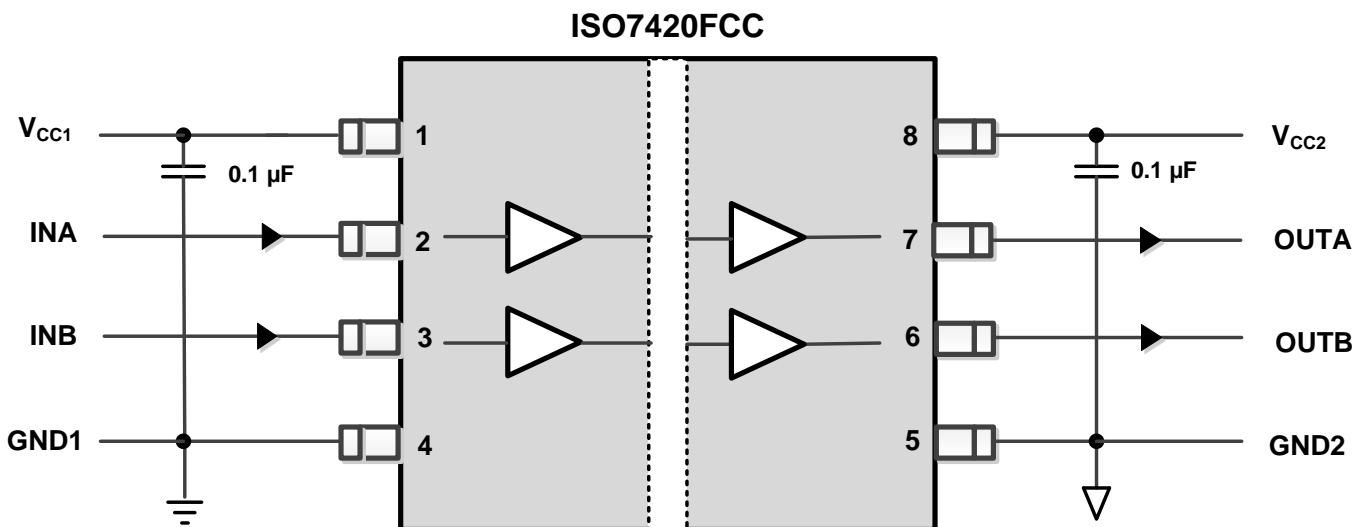 ISO7420FCC
VCC1
1
8
VCC2
0.1 µF
0.1 µF
INA
2
7
OUTA
INB
3
6
OUTB
GND1
4
5
GND2